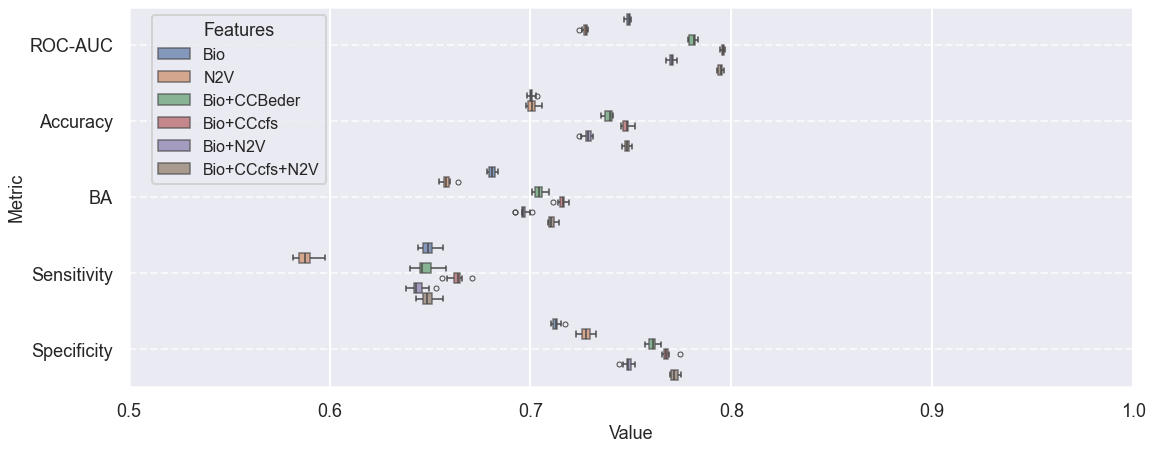 Features
Bio
N2V
Bio+CCBeder
Bio+CCcfs
Bio+N2V
Bio+CCcfs+N2V
Metric
ROC-AUC
Accuracy
BA
Sensitivity
Specificity
0.5 0.6 0.7 0.8 0.9 1.0
Value